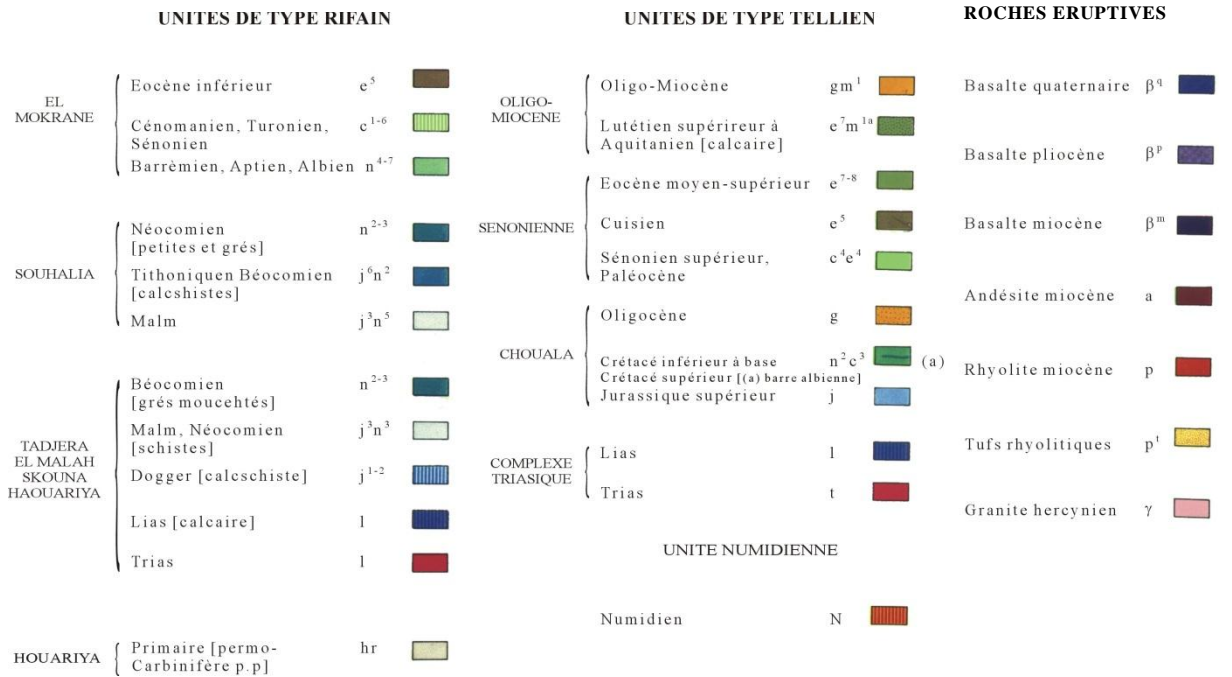 UNITES DE TYPE RIFAIN
EL
MOKRANE
Eocène inférieur e⁵
Cénomanien, Turonien, c¹⁻⁶
Sénonien
Barrèmien, Aptien, Albien n⁴⁻⁷
SOUHALIA
Néocomien n²⁻³
[petites et grés]
Tithoniquen Béocomien j⁶n²
[calcshistes]
Malm j³n⁵
TADJERA
EL MALAH
SKOUNA
HAOUARIYA
Béocomien n²⁻³
[grés moucehtés]
Malm, Néocomien j³n³
[schistes]
Dogger [calcschiste] j¹⁻²
Lias [calcaire] l
Trias l
HOUARIYA
Primaire [permo- hr
Carbinifère p.p]
UNITES DE TYPE TELLIEN
OLIGO-
MIOCENE
Oligo-Miocène gm¹
Lutétien supérireur à e⁷m¹ᵃ
Aquitanien [calcaire]
SENONIENNE
Eocène moyen-supérieur e⁷⁻⁸
Cuisien e⁵
Sénonien supérieur, c⁴e⁴
Paléocène
CHOUALA
Oligocène g
Crétacé inférieur à base n²c³ (a)
Crétacé supérieur [(a) barre albienne]
Jurassique supérieur j
COMPLEXE
TRIASIQUE
Lias l
Trias t
UNITE NUMIDIENNE
Numidien N
ROCHES ERUPTIVES
Basalte quaternaire β^q
Basalte pliocène βᵖ
Basalte miocène βᵐ
Andésite miocène a
Rhyolite miocène p
Tufs rhyolitiques pᵗ
Granite hercynien γ